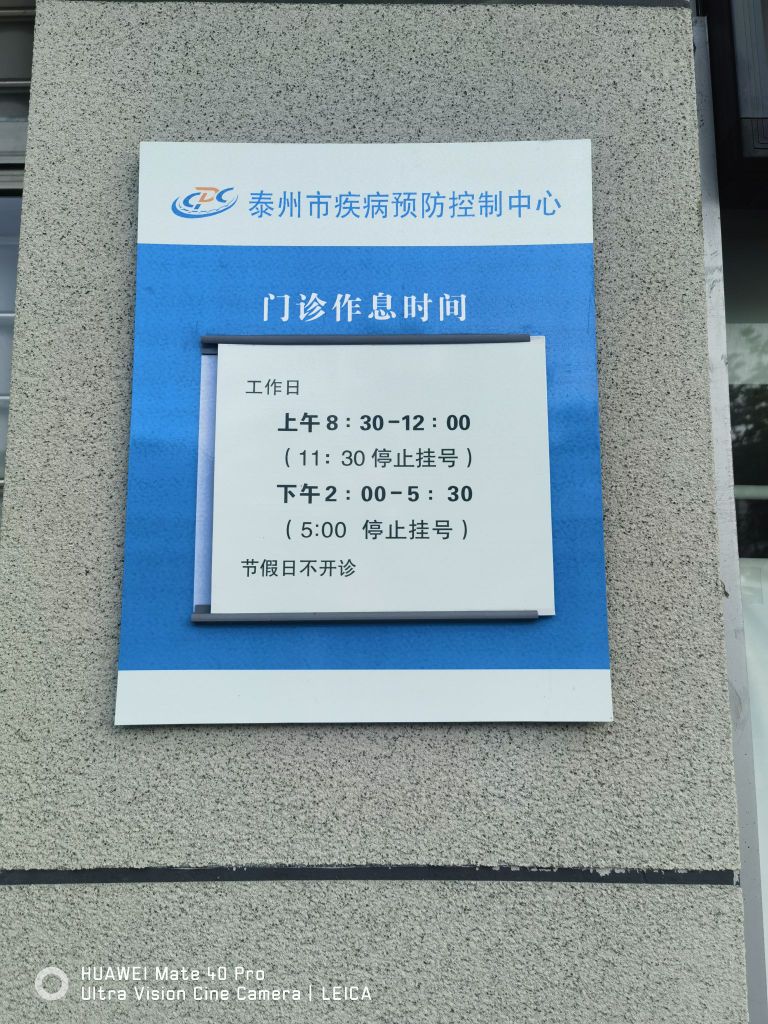 CDC 泰州市疾病预防控制中心
门诊作息时间
工作日
上午 8：30-12：00
（11：30 停止挂号）
下午 2：00-5：30
（5:00 停止挂号）
节假日不开诊
HUAWEI Mate 40 Pro
Ultra Vision Cine Camera | LEICA